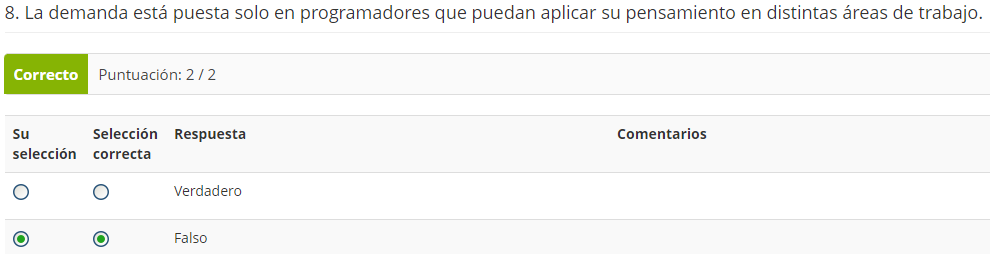 8. La demanda está puesta solo en programadores que puedan aplicar su pensamiento en distintas áreas de trabajo.
Correcto Puntuación: 2 / 2
Su selección Selección correcta Respuesta Comentarios
Verdadero
Falso